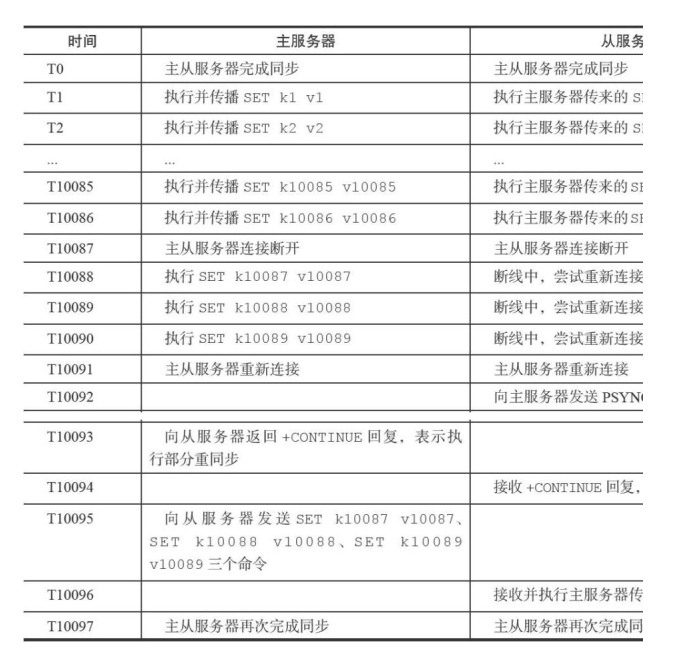 时间 主服务器 从服务
T0 主从服务器完成同步 主从服务器完成同步
T1 执行并传播 SET k1 v1 执行主服务器传来的
T2 执行并传播 SET k2 v2 执行主服务器传来的
... ... ...
T10085 执行并传播 SET k10085 v10085 执行主服务器传来的
T10086 执行并传播 SET k10086 v10086 执行主服务器传来的
T10087 主从服务器连接断开 主从服务器连接断开
T10088 执行 SET k10087 v10087 断线中，尝试重新连接
T10089 执行 SET k10088 v10088 断线中，尝试重新连接
T10090 执行 SET k10089 v10089 断线中，尝试重新连接
T10091 主从服务器重新连接 主从服务器重新连接
T10092 向主服务器发送 PSYN
T10093 向从服务器返回 +CONTINUE 回复，表示执
行部分重同步
T10094 接收 +CONTINUE 回复，
T10095 向从服务器发送 SET k10087 v10087、
SET k10088 v10088、SET k10089
v10089 三个命令
T10096 接收并执行主服务器传
T10097 主从服务器再次完成同步 主从服务器再次完成同